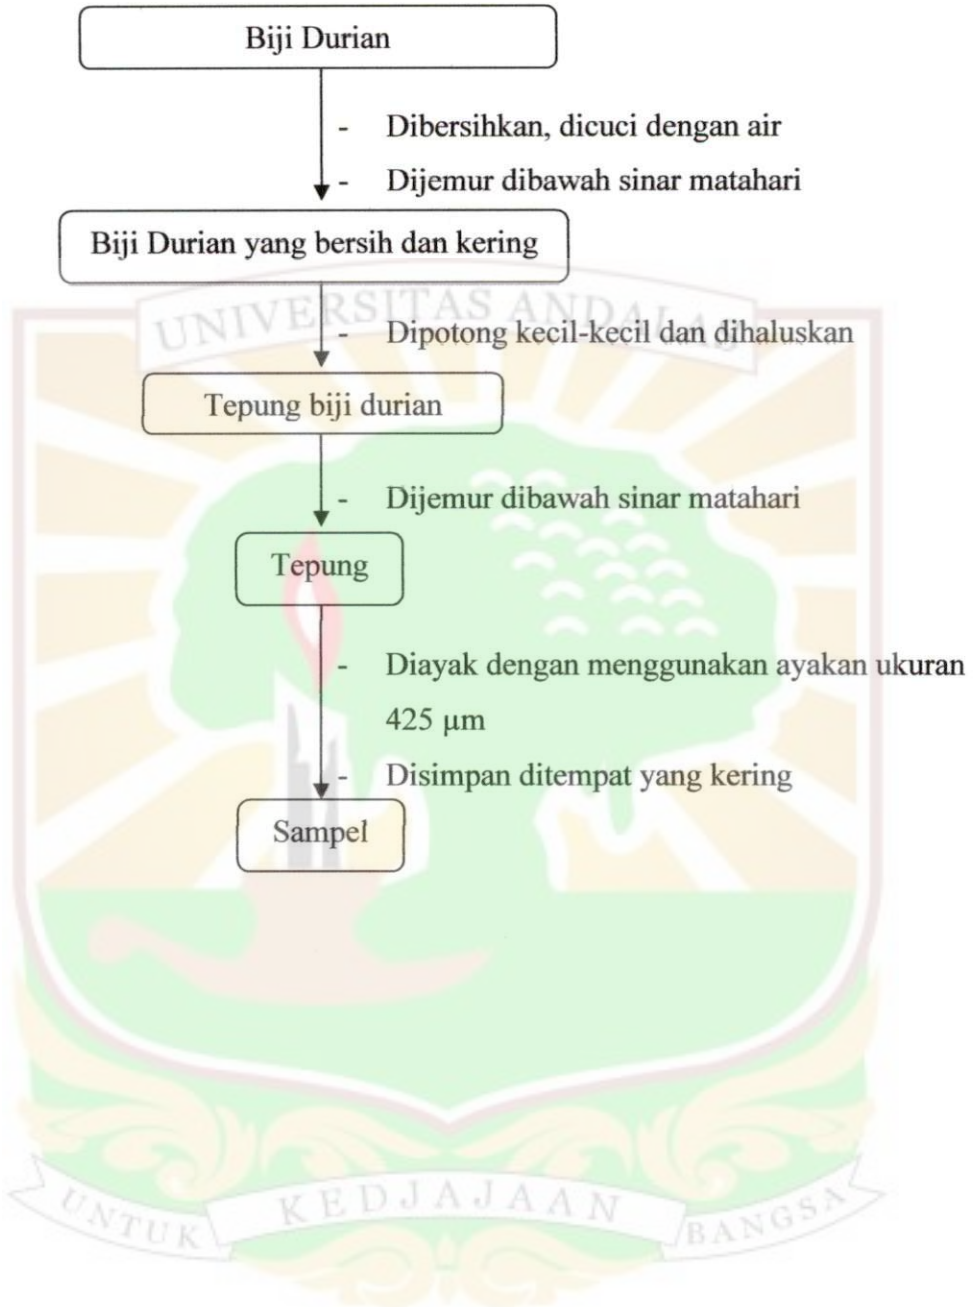 Biji Durian
- Dibersihkan, dicuci dengan air
- Dijemur dibawah sinar matahari
Biji Durian yang bersih dan kering
UNIVERSITAS ANDALAS
- Dipotong kecil-kecil dan dihaluskan
Tepung biji durian
- Dijemur dibawah sinar matahari
Tepung
- Diayak dengan menggunakan ayakan ukuran
425 µm
- Disimpan ditempat yang kering
Sampel
UNTUK KEDJAJAAN BANGSA